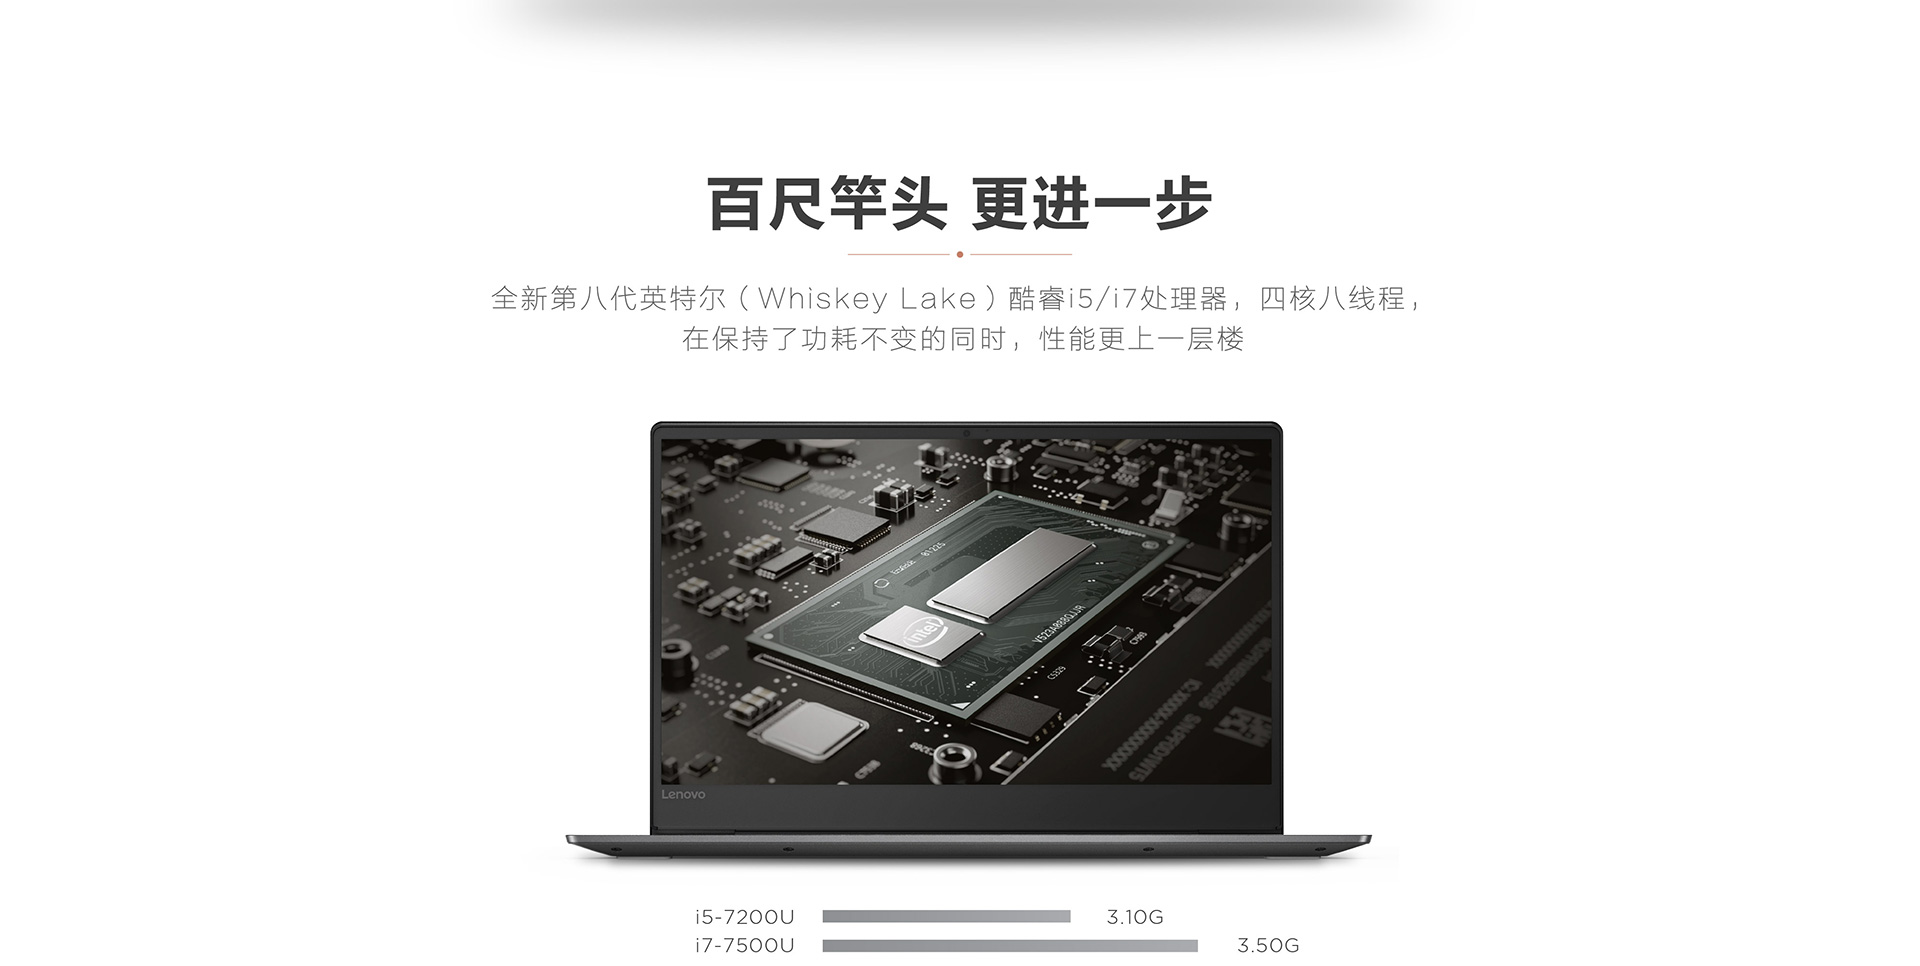 百尺竿头 更进一步
全新第八代英特尔（Whiskey Lake）酷睿i5/i7处理器，四核八线程，
在保持了功耗不变的同时，性能更上一层楼
01226
intel
V523A888QJJR
C5329
Lenovo
i5-7200U 3.10G
i7-7500U 3.50G